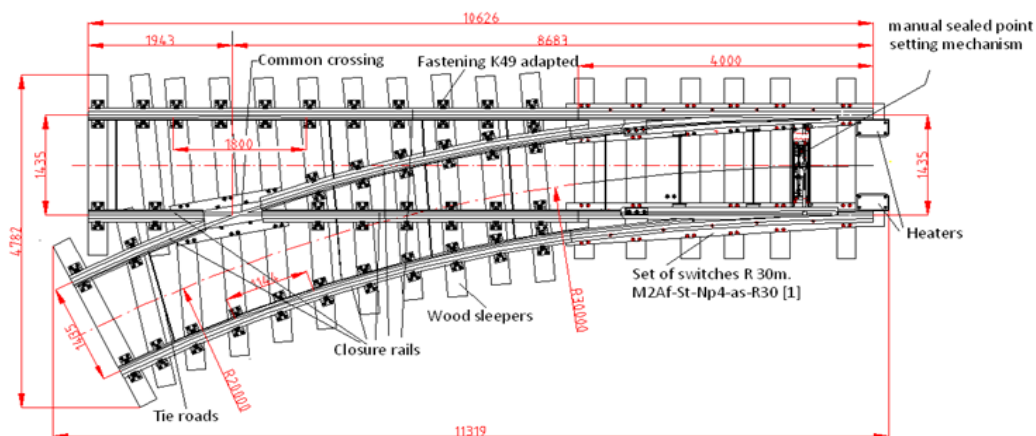 10626
1943
8683
manual sealed point
setting mechanism
Common crossing
Fastening K49 adapted
4000
1800
1435
1435
4782
Heaters
Set of switches R 30m.
M2Af-St-Np4-as-R30 [1]
1144
R30000
Wood sleepers
1435
Closure rails
R20000
Tie roads
11319